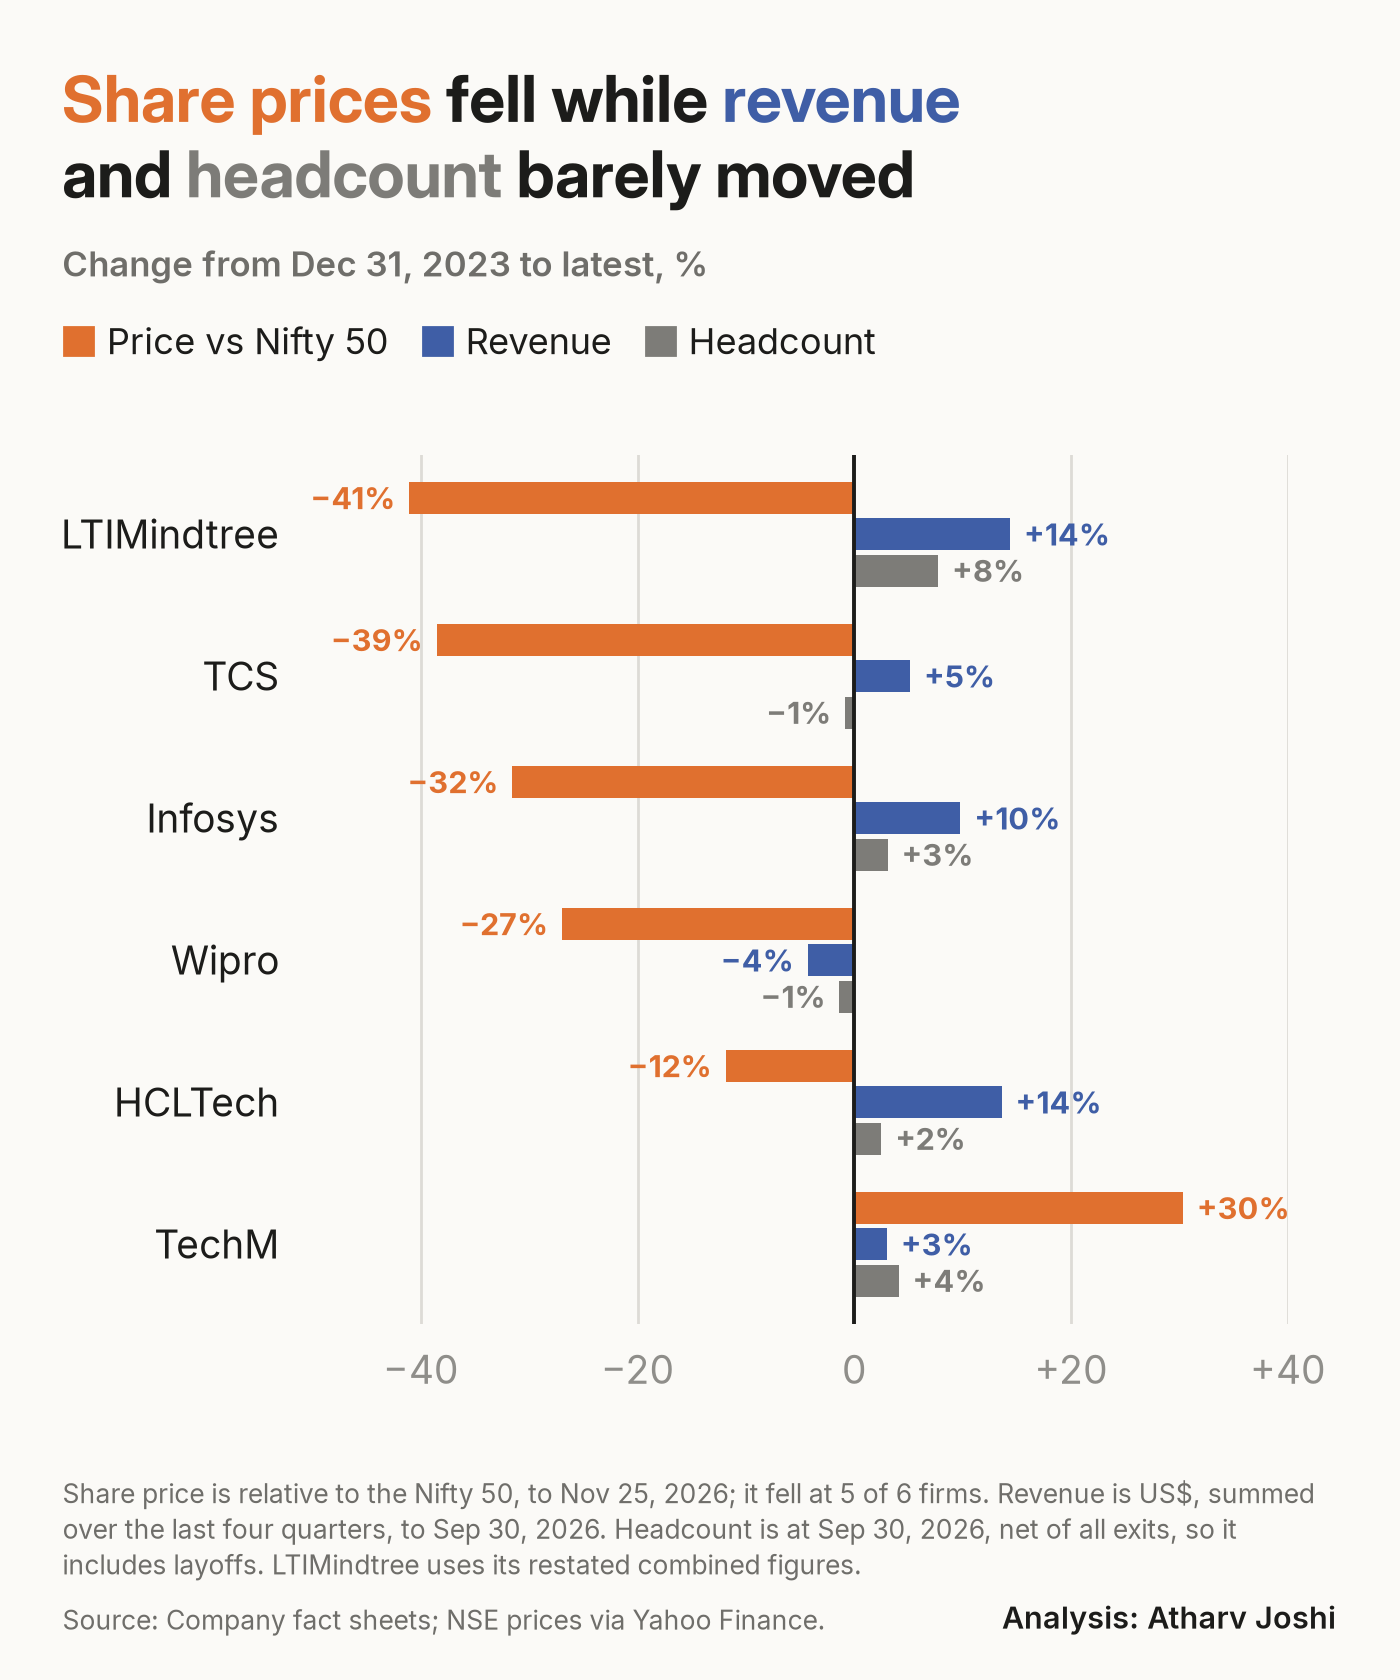 Share prices fell while revenue
and headcount barely moved
Change from Dec 31, 2023 to latest, %
Price vs Nifty 50 Revenue Headcount
−41%
LTIMindtree +14%
+8%
−39%
TCS +5%
−1%
−32%
Infosys +10%
+3%
−27%
Wipro −4%
−1%
−12%
HCLTech +14%
+2%
+30%
TechM +3%
+4%
−40 −20 0 +20 +40
Share price is relative to the Nifty 50, to Nov 25, 2026; it fell at 5 of 6 firms. Revenue is US$, summed
over the last four quarters, to Sep 30, 2026. Headcount is at Sep 30, 2026, net of all exits, so it
includes layoffs. LTIMindtree uses its restated combined figures.
Source: Company fact sheets; NSE prices via Yahoo Finance. Analysis: Atharv Joshi